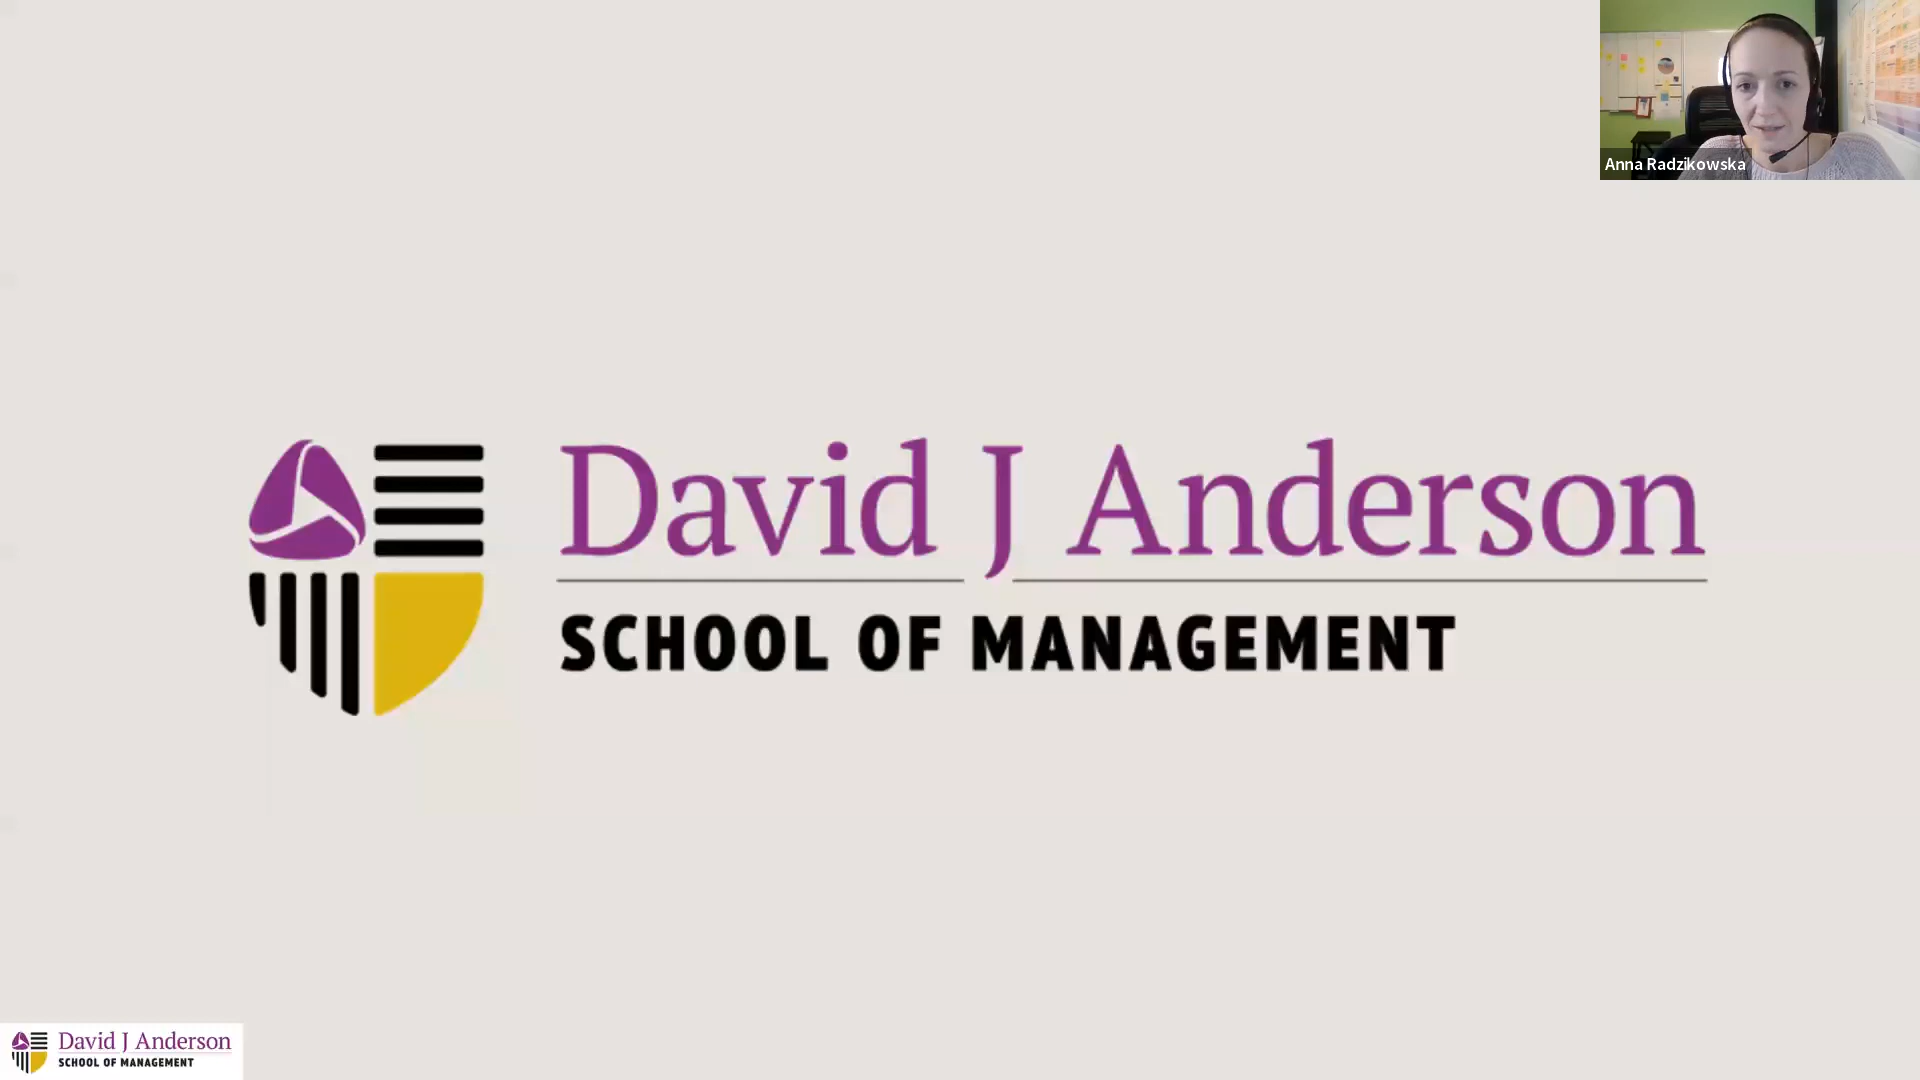 Anna Radzikowska
David J Anderson
SCHOOL OF MANAGEMENT
David J Anderson
SCHOOL OF MANAGEMENT